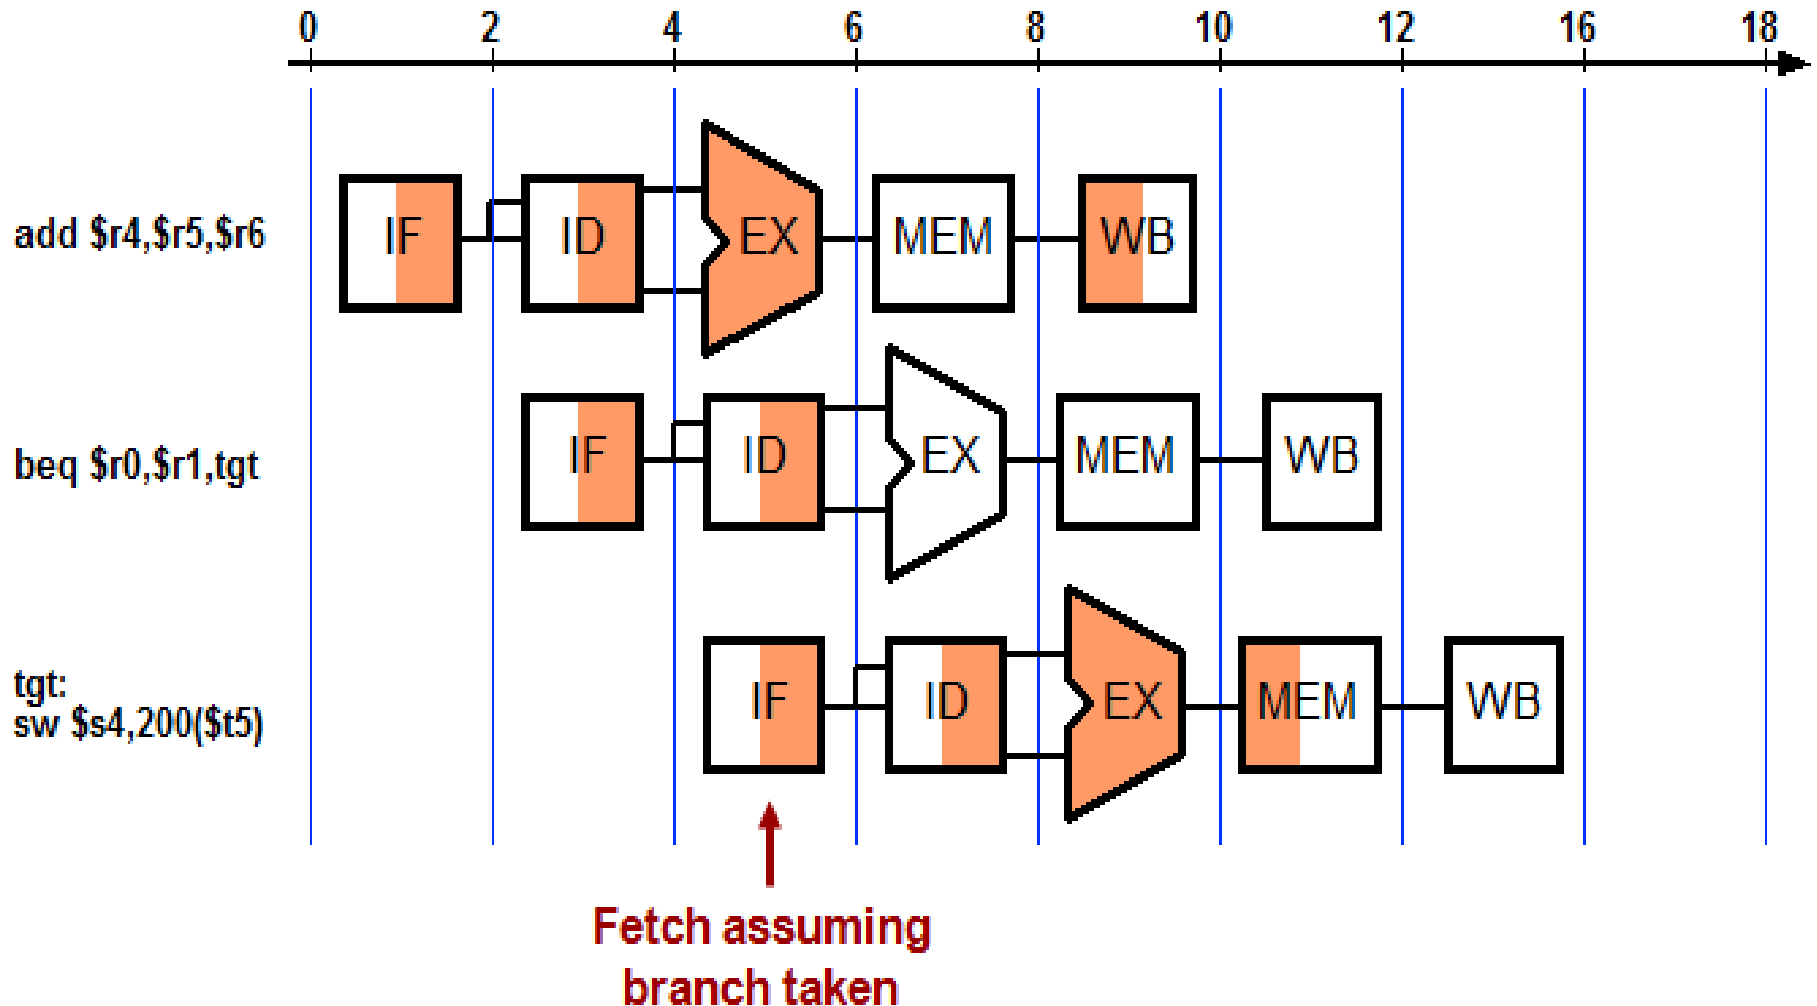 0 2 4 6 8 10 12 16 18
add $r4,$r5,$r6
IF ID EX MEM WB
beq $r0,$r1,tgt
IF ID EX MEM WB
tgt:
sw $s4,200($t5)
IF ID EX MEM WB
Fetch assuming
branch taken